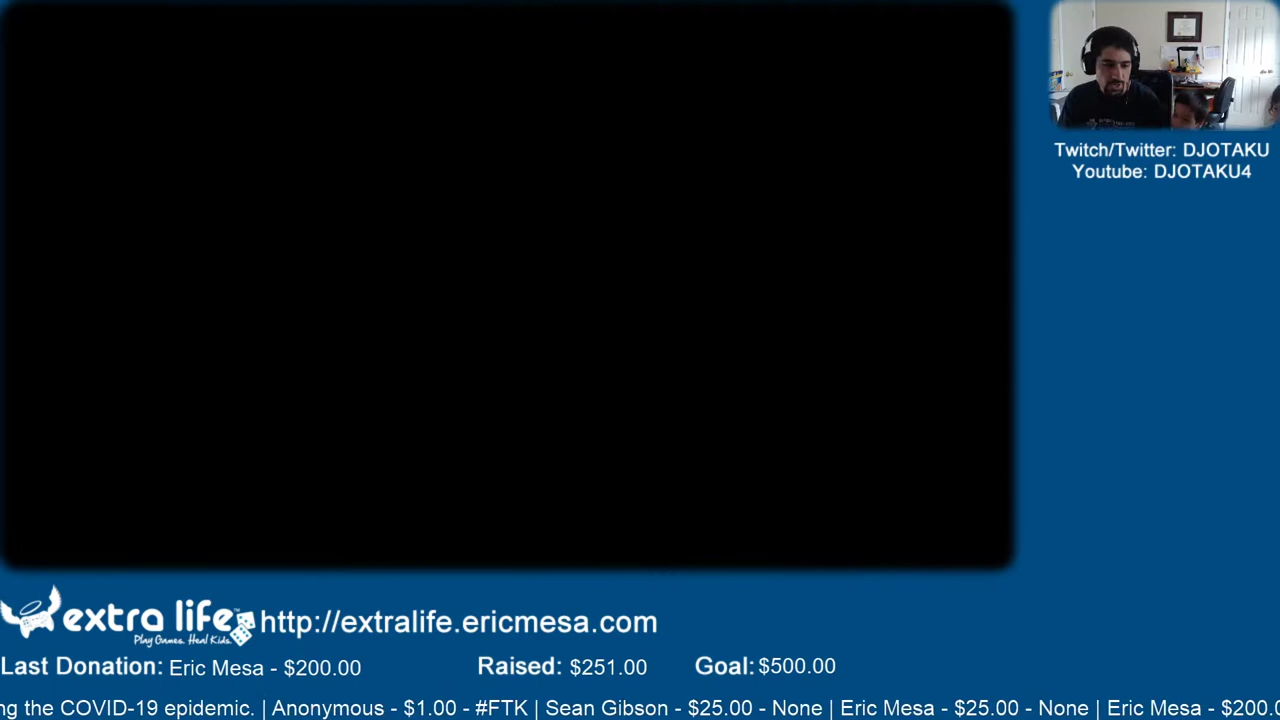 Twitch/Twitter: DJOTAKU
Youtube: DJOTAKU4
extra life
Play Games. Heal Kids.
http://extralife.ericmesa.com
Last Donation: Eric Mesa - $200.00
Raised: $251.00
Goal: $500.00
ng the COVID-19 epidemic. | Anonymous - $1.00 - #FTK | Sean Gibson - $25.00 - None | Eric Mesa - $25.00 - None | Eric Mesa - $200.0